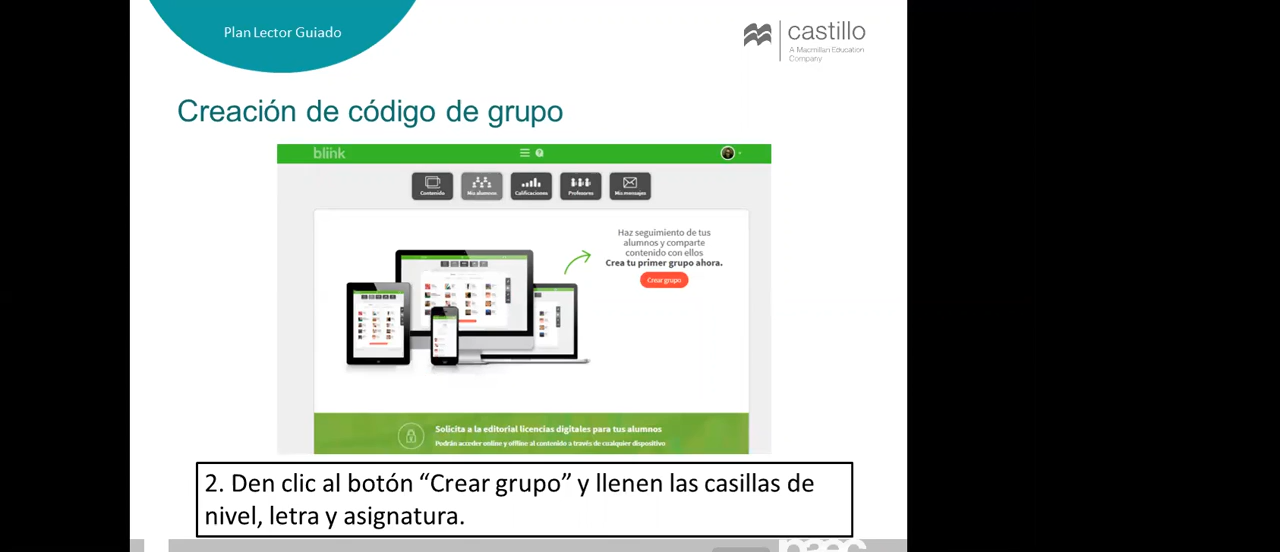 Plan Lector Guiado
castillo
A Macmillan Education
Company
Creación de código de grupo
blink
Contenido
Mis alumnos
Calificaciones
Profesores
Mis mensajes
Haz seguimiento de tus
alumnos y comparte
contenido con ellos
Crea tu primer grupo ahora.
Crear grupo
Solicita a la editorial licencias digitales para tus alumnos
Podrán acceder online y offline al contenido a través de cualquier dispositivo
2. Den clic al botón “Crear grupo” y llenen las casillas de
nivel, letra y asignatura.